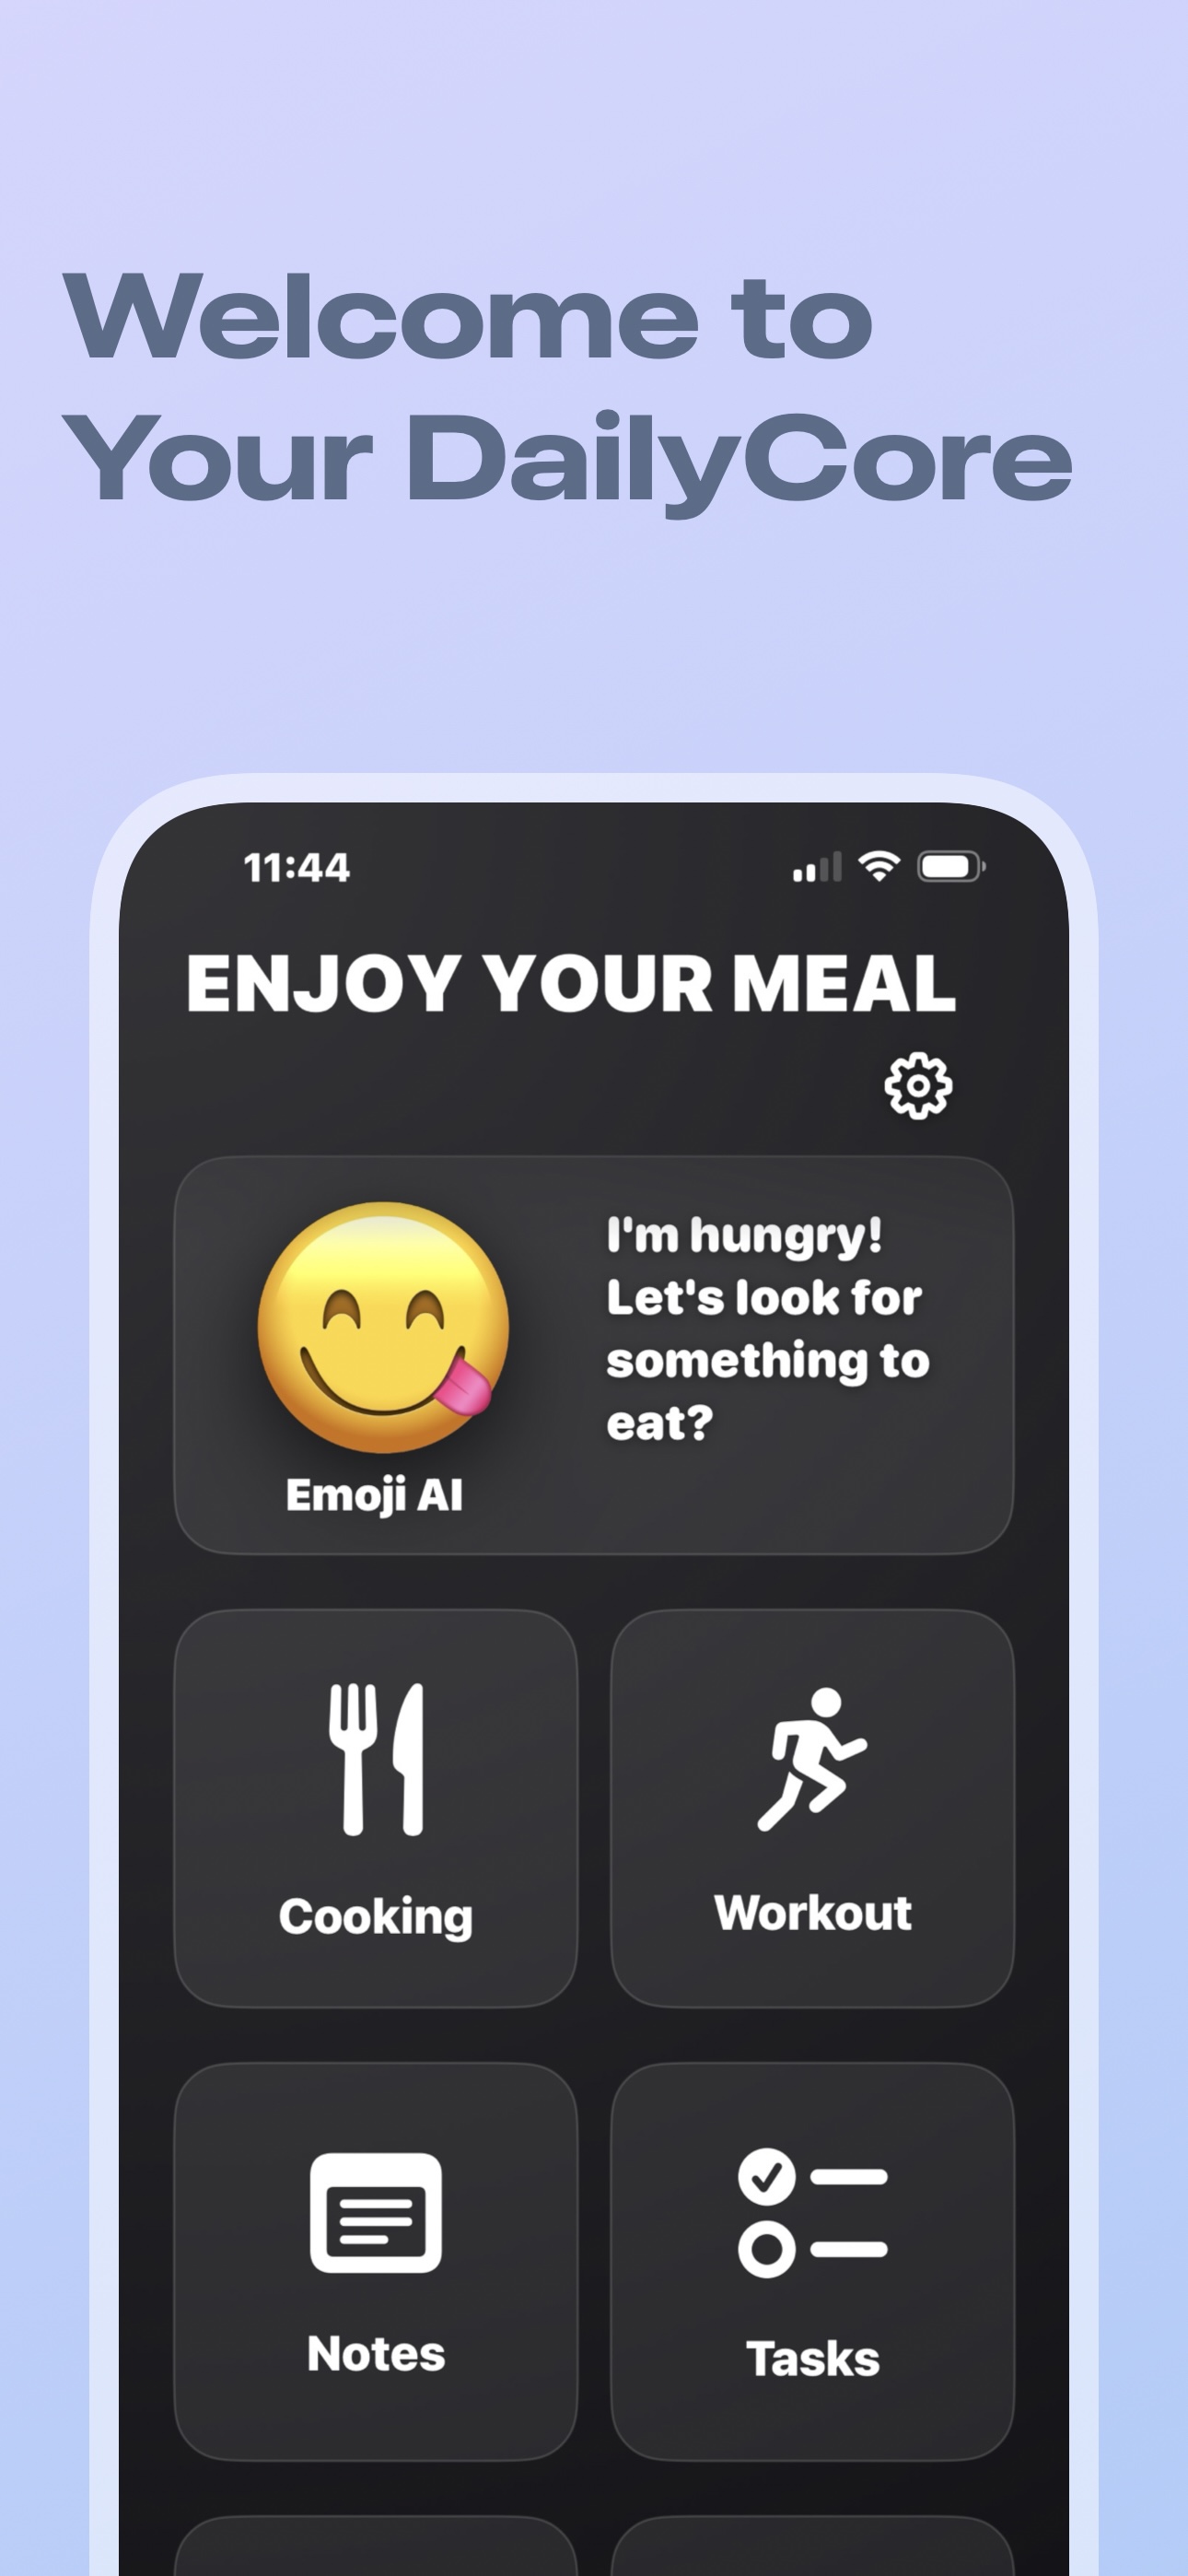 Welcome to
Your DailyCore
11:44
ENJOY YOUR MEAL
I'm hungry!
Let's look for
something to
eat?
Emoji AI
Cooking
Workout
Notes
Tasks